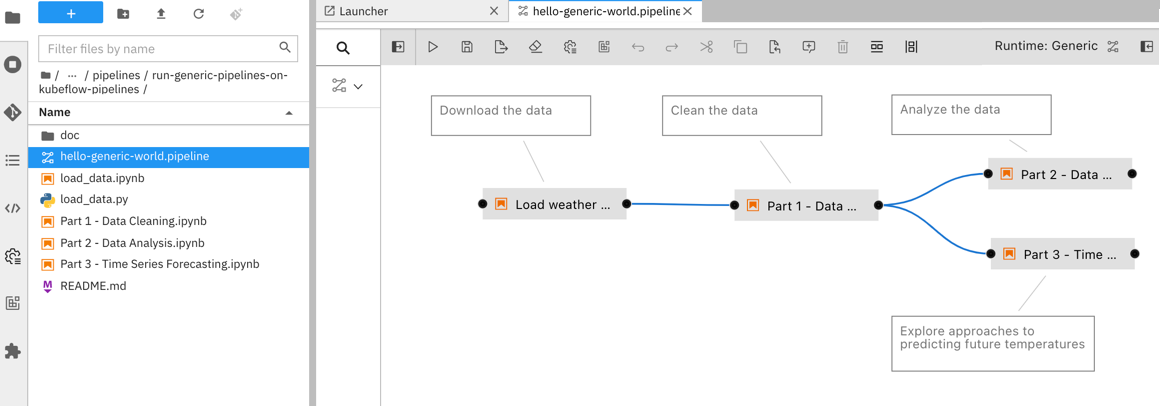 Launcher
hello-generic-world.pipeline
Filter files by name
/ ··· / pipelines / run-generic-pipelines-on-
kubeflow-pipelines /
Name
doc
hello-generic-world.pipeline
load_data.ipynb
load_data.py
Part 1 - Data Cleaning.ipynb
Part 2 - Data Analysis.ipynb
Part 3 - Time Series Forecasting.ipynb
README.md
Runtime: Generic
Download the data
Clean the data
Analyze the data
Load weather ...
Part 1 - Data ...
Part 2 - Data ...
Part 3 - Time ...
Explore approaches to
predicting future temperatures